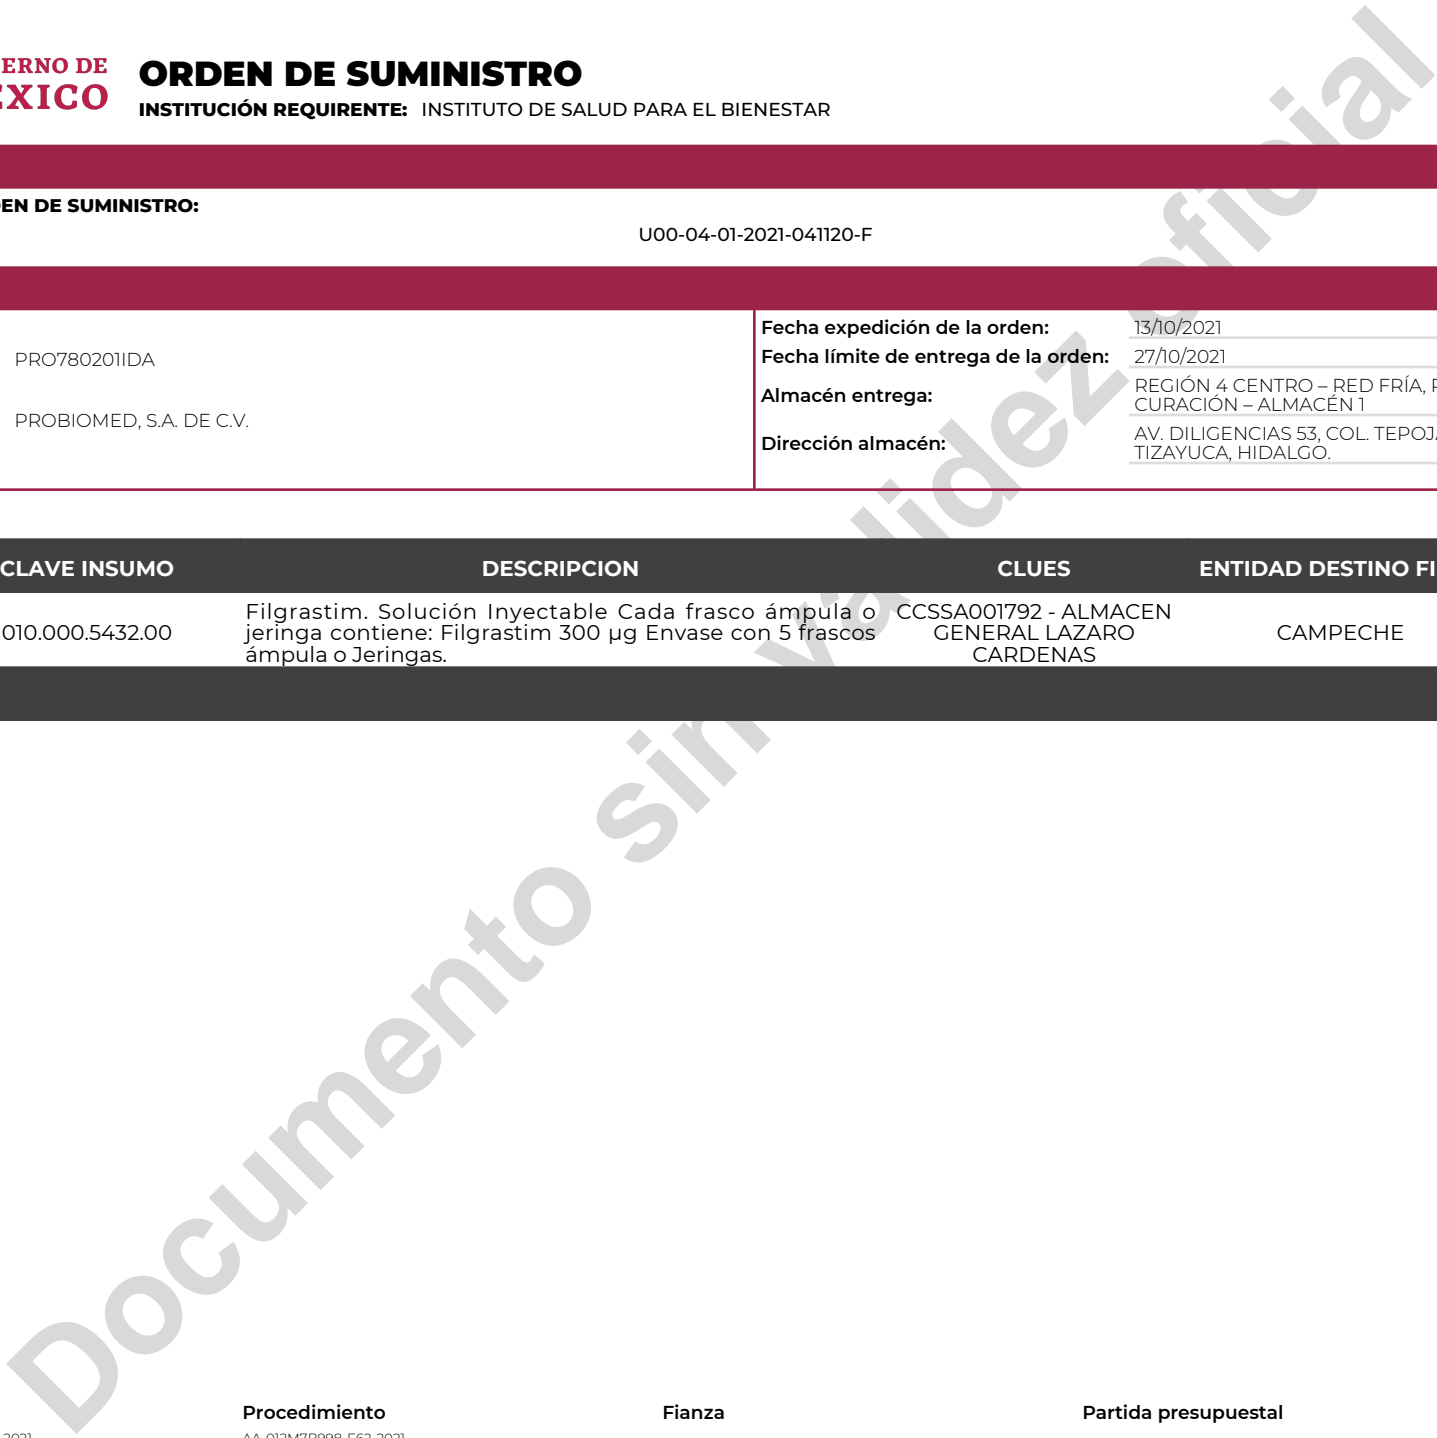 ERNO DE
EXICO
ORDEN DE SUMINISTRO
INSTITUCIÓN REQUIRENTE: INSTITUTO DE SALUD PARA EL BIENESTAR
EN DE SUMINISTRO:
U00-04-01-2021-041120-F
PRO780201IDA
PROBIOMED, S.A. DE C.V.
Fecha expedición de la orden: 13/10/2021
Fecha límite de entrega de la orden: 27/10/2021
Almacén entrega: REGIÓN 4 CENTRO – RED FRÍA,
CURACIÓN – ALMACÉN 1
Dirección almacén: AV. DILIGENCIAS 53, COL. TEPOJ
TIZAYUCA, HIDALGO.
CLAVE INSUMO DESCRIPCION CLUES ENTIDAD DESTINO FI
010.000.5432.00
Filgrastim. Solución Inyectable Cada frasco ámpula o
jeringa contiene: Filgrastim 300 µg Envase con 5 frascos
ámpula o Jeringas.
CCSSA001792 - ALMACEN
GENERAL LAZARO
CARDENAS
CAMPECHE
Documento sin validez oficial
Procedimiento Fianza Partida presupuestal